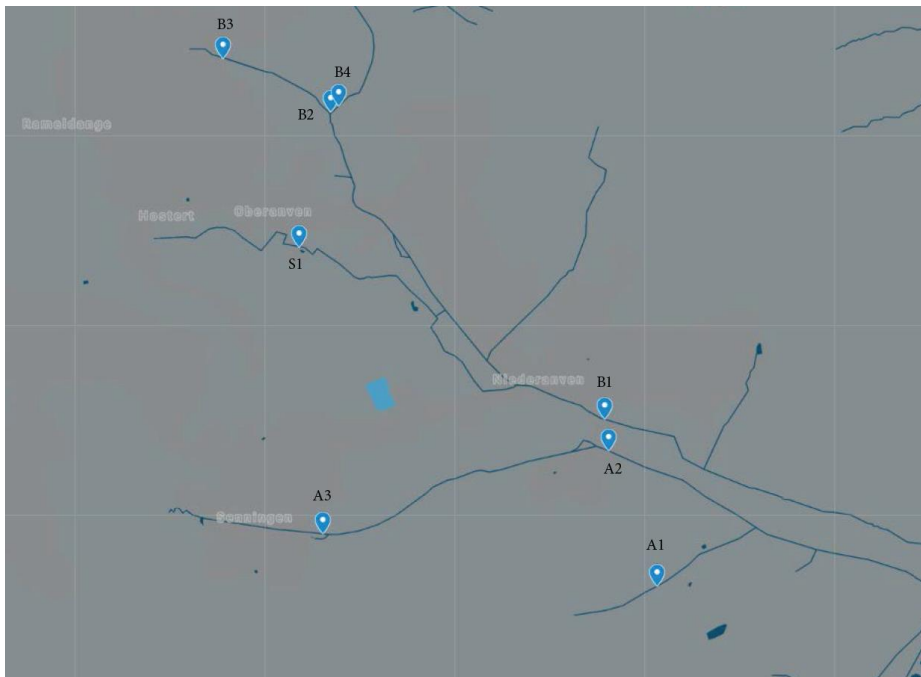 B3
B4
B2
Rameldange
Hostert
Oberanven
S1
Niederanven
B1
A2
A3
Senningen
A1